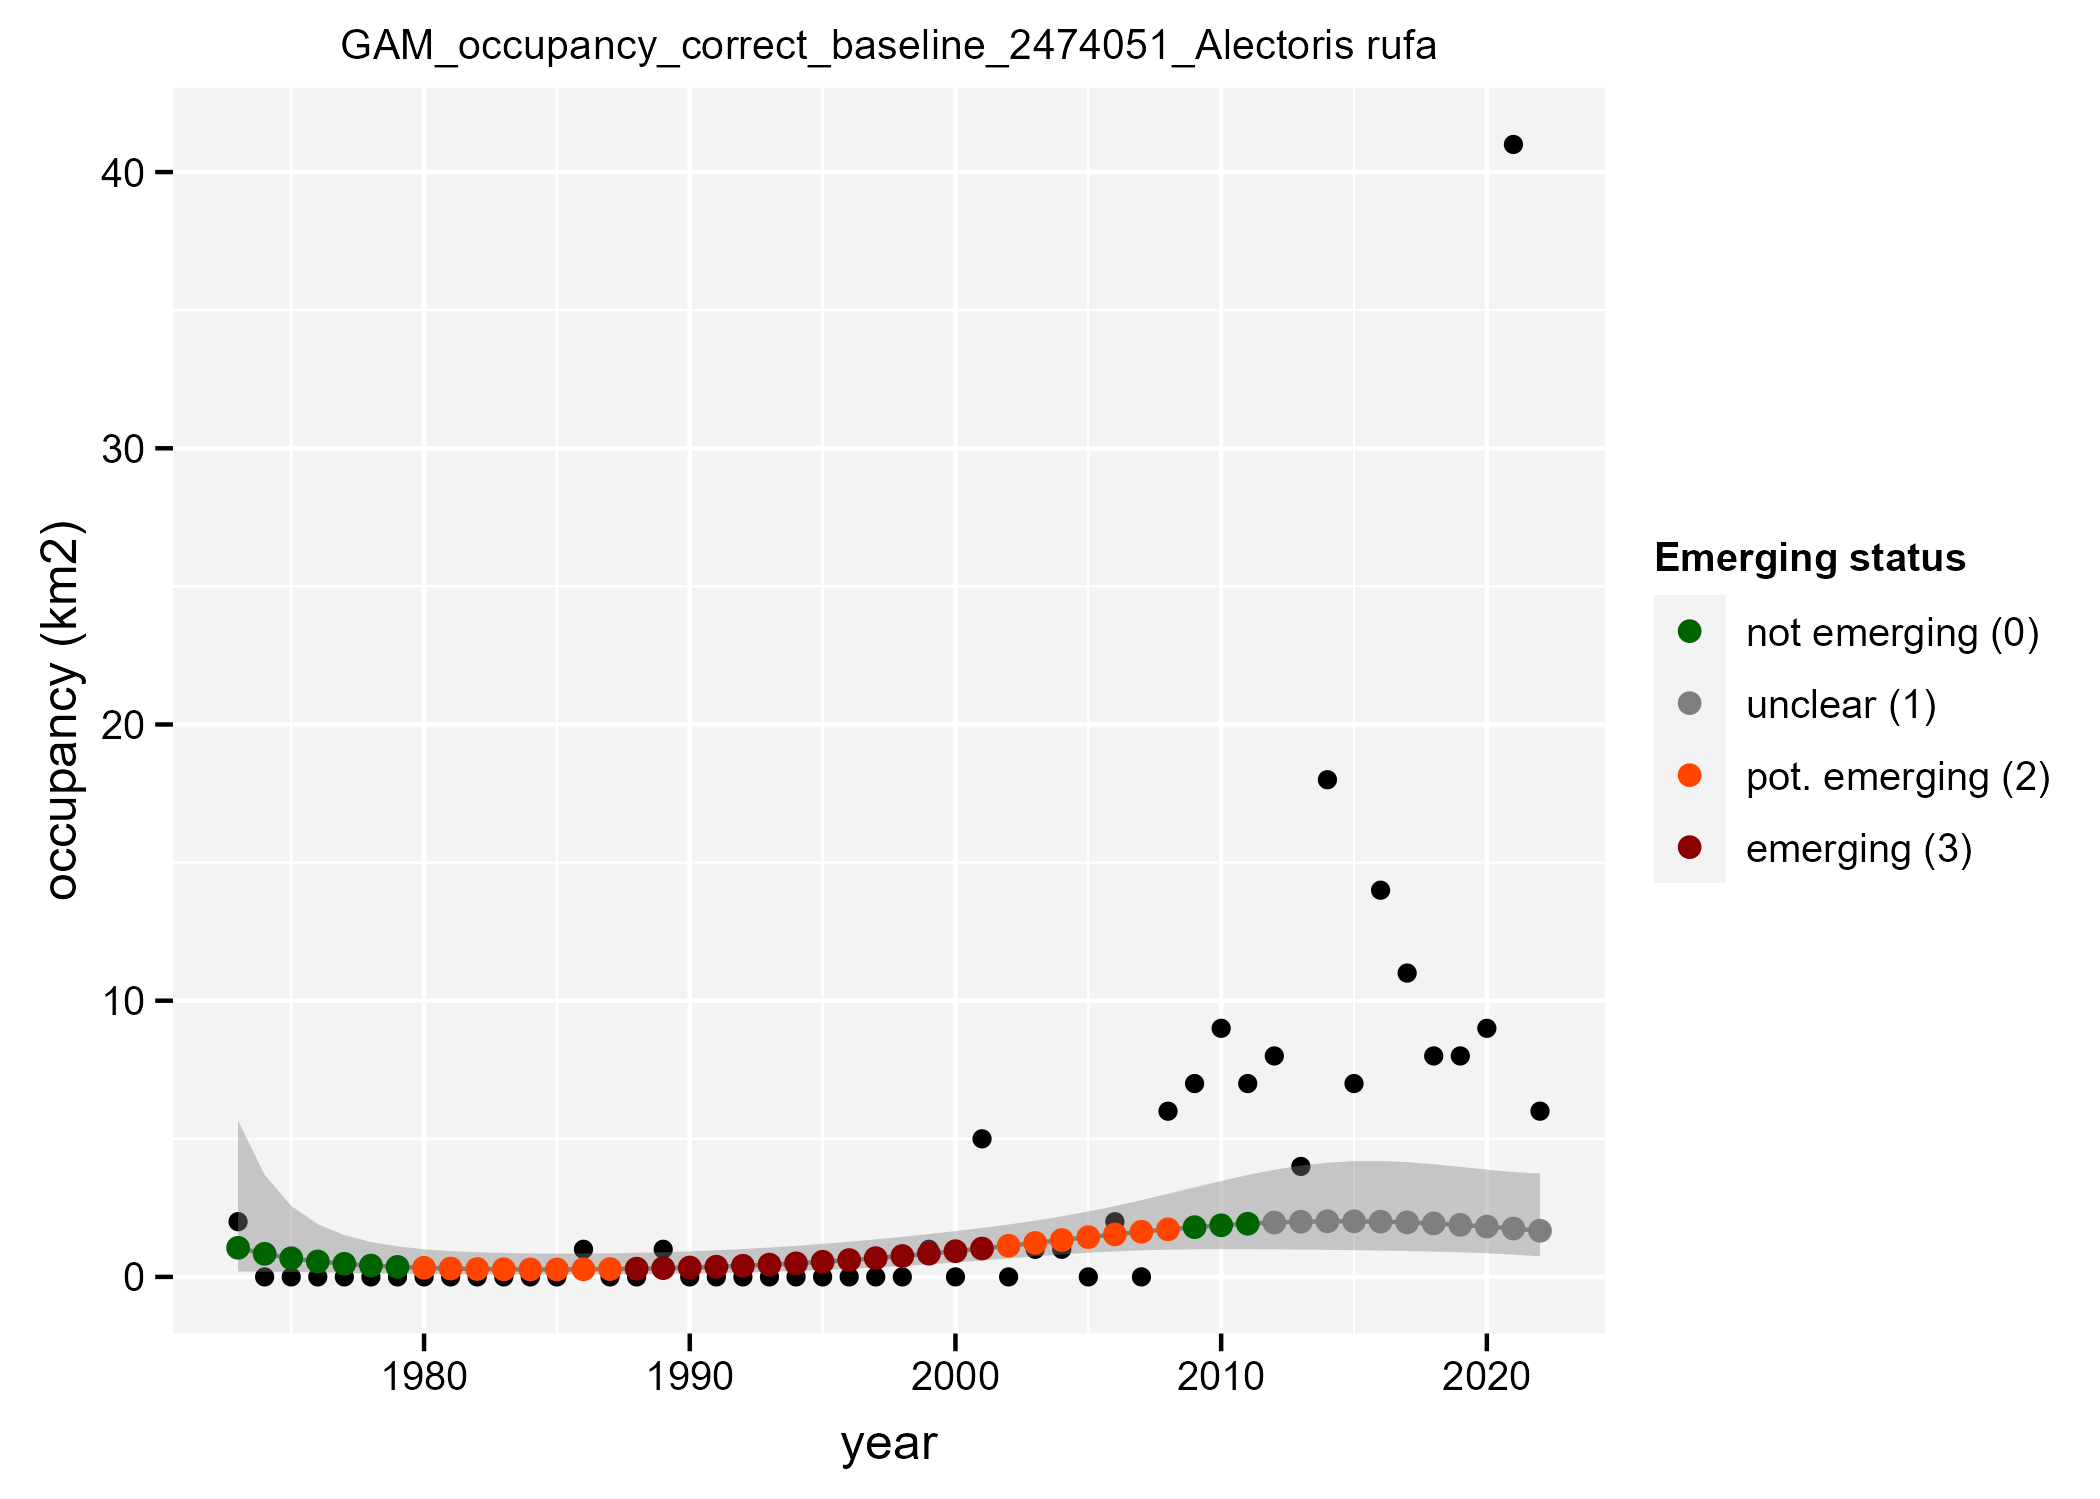 GAM_occupancy_correct_baseline_2474051_Alectoris rufa
occupancy (km2)
40
30
20
10
0
1980 1990 2000 2010 2020
year
Emerging status
not emerging (0)
unclear (1)
pot. emerging (2)
emerging (3)